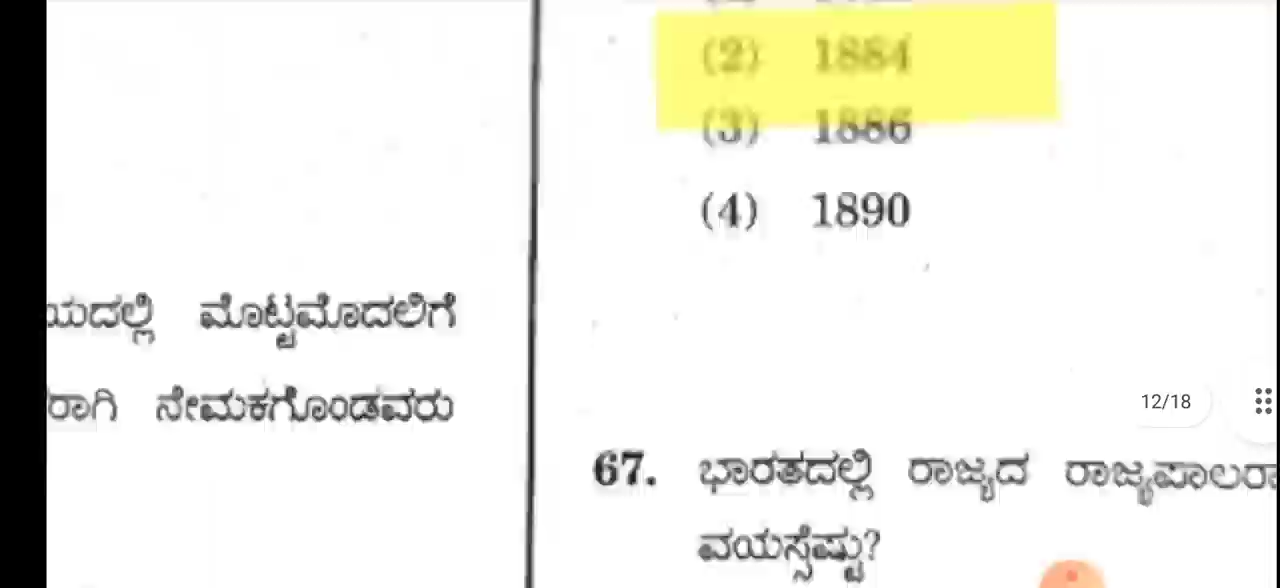 (2) 1884
(3) 1886
(4) 1890
ಯದಲ್ಲಿ ಮೊಟ್ಟಮೊದಲಿಗೆ
ರಾಗಿ ನೇಮಕಗೊಂಡವರು
12/18
67. ಭಾರತದಲ್ಲಿ ರಾಜ್ಯದ ರಾಜ್ಯಪಾಲರಾ
ವಯಸ್ಸೆಷ್ಟು?